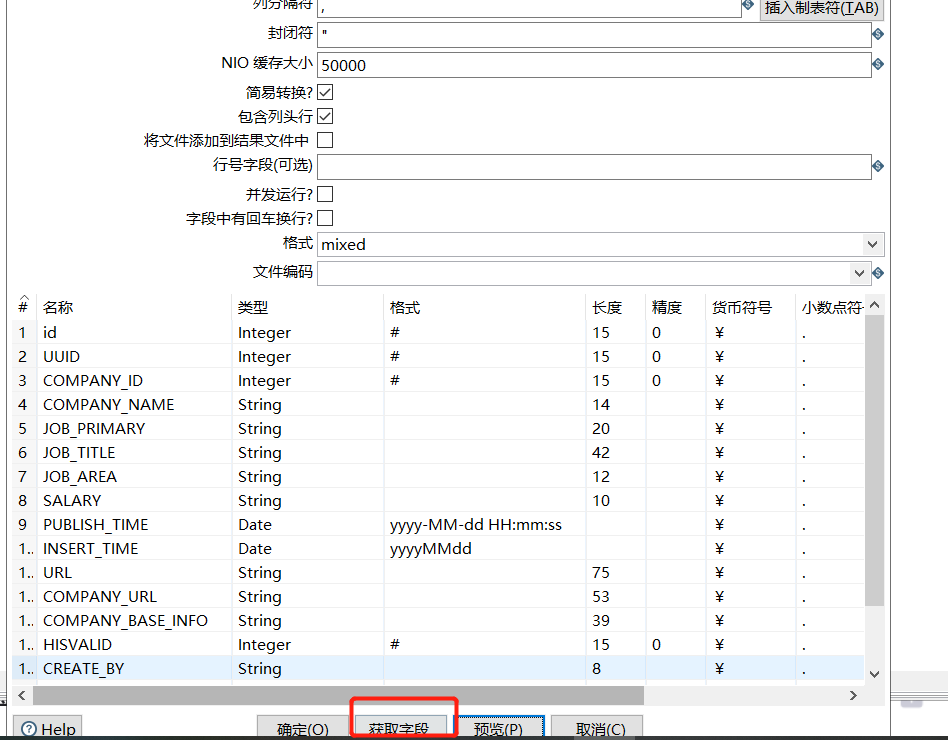 列分隔符 , 插入制表符(TAB)
封闭符 "
NIO 缓存大小 50000
简易转换?
包含列头行
将文件添加到结果文件中
行号字段(可选)
并发运行?
字段中有回车换行?
格式 mixed
文件编码
# 名称 类型 格式 长度 精度 货币符号 小数点符
1 id Integer # 15 0 ¥ .
2 UUID Integer # 15 0 ¥ .
3 COMPANY_ID Integer # 15 0 ¥ .
4 COMPANY_NAME String 14 ¥ .
5 JOB_PRIMARY String 20 ¥ .
6 JOB_TITLE String 42 ¥ .
7 JOB_AREA String 12 ¥ .
8 SALARY String 10 ¥ .
9 PUBLISH_TIME Date yyyy-MM-dd HH:mm:ss ¥ .
1.. INSERT_TIME Date yyyyMMdd ¥ .
1.. URL String 75 ¥ .
1.. COMPANY_URL String 53 ¥ .
1.. COMPANY_BASE_INFO String 39 ¥ .
1.. HISVALID Integer # 15 0 ¥ .
1.. CREATE_BY String 8 ¥ .
Help 确定(O) 获取字段 预览(P) 取消(C)